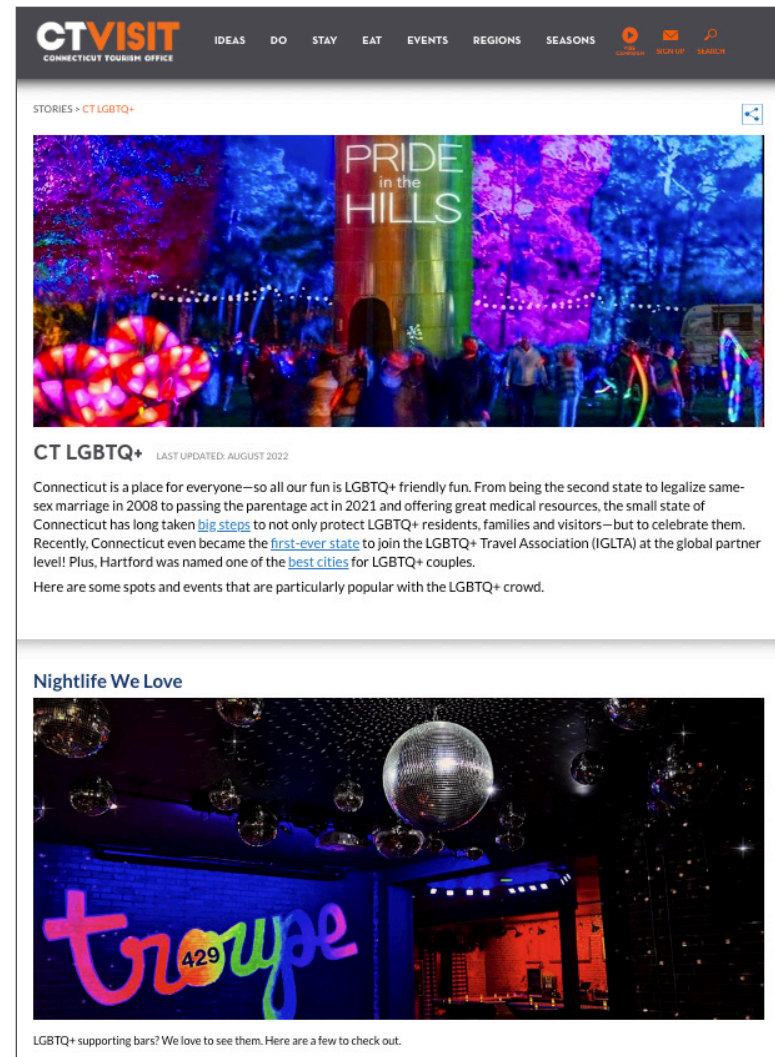 CTVISIT
CONNECTICUT TOURISM OFFICE
IDEAS DO STAY EAT EVENTS REGIONS SEASONS
SIGN UP SEARCH
STORIES > CT LGBTQ+
PRIDE
in the
HILLS
CT LGBTQ+ LAST UPDATED: AUGUST 2022
Connecticut is a place for everyone—so all our fun is LGBTQ+ friendly fun. From being the second state to legalize same-
sex marriage in 2008 to passing the parentage act in 2021 and offering great medical resources, the small state of
Connecticut has long taken big steps to not only protect LGBTQ+ residents, families and visitors—but to celebrate them.
Recently, Connecticut even became the first-ever state to join the LGBTQ+ Travel Association (IGLTA) at the global partner
level! Plus, Hartford was named one of the best cities for LGBTQ+ couples.
Here are some spots and events that are particularly popular with the LGBTQ+ crowd.
Nightlife We Love
troupe
429
LGBTQ+ supporting bars? We love to see them. Here are a few to check out.